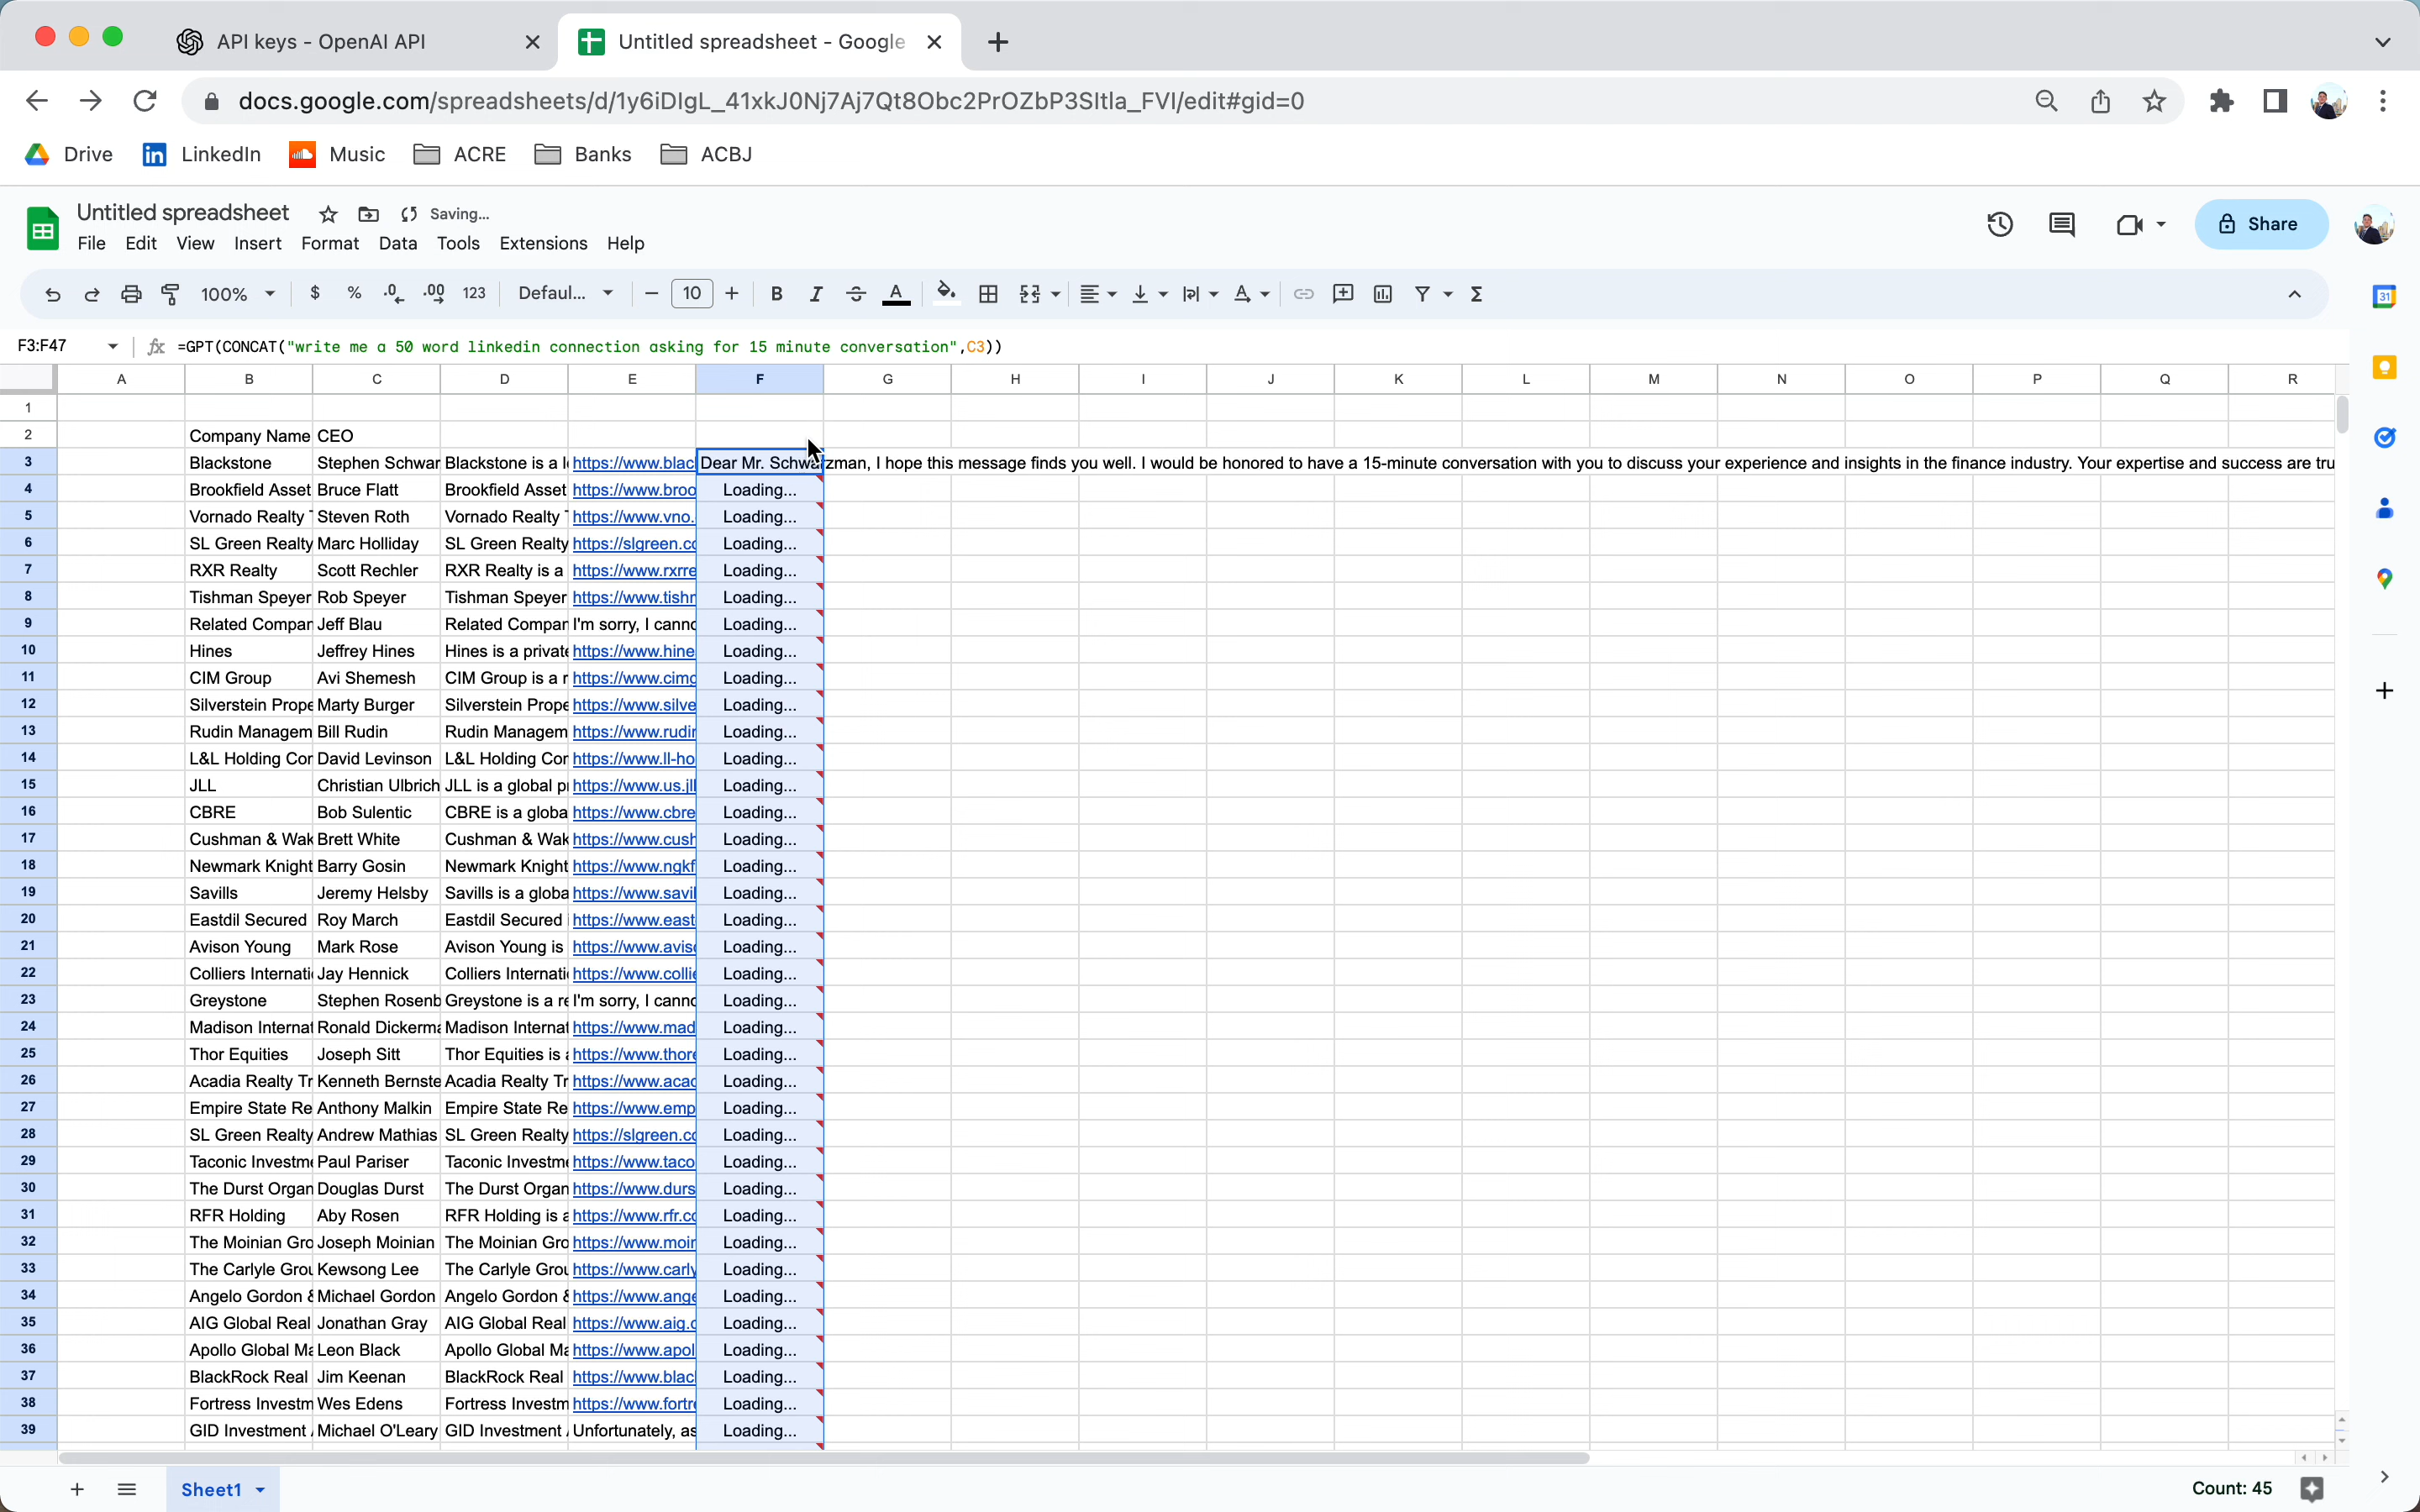 API keys - OpenAI API
Untitled spreadsheet - Google
docs.google.com/spreadsheets/d/1y6iDIgL_41xkJ0Nj7Aj7Qt8Obc2PrOZbP3SItla_FVI/edit#gid=0
Drive LinkedIn Music ACRE Banks ACBJ
Untitled spreadsheet Saving...
File Edit View Insert Format Data Tools Extensions Help
Share
100% $ % .0 .00 123 Defaul... 10 B I A
31
F3:F47 fx =GPT(CONCAT("write me a 50 word linkedin connection asking for 15 minute conversation",C3))
A B C D E F G H I J K L M N O P Q R
1
2 Company Name CEO
3 Blackstone Stephen Schwar Blackstone is a l https://www.blac Dear Mr. Schwarzman, I hope this message finds you well. I would be honored to have a 15-minute conversation with you to discuss your experience and insights in the finance industry. Your expertise and success are tru
4 Brookfield Asset Bruce Flatt Brookfield Asset https://www.broo Loading...
5 Vornado Realty Steven Roth Vornado Realty https://www.vno. Loading...
6 SL Green Realty Marc Holliday SL Green Realty https://slgreen.co Loading...
7 RXR Realty Scott Rechler RXR Realty is a https://www.rxrre Loading...
8 Tishman Speyer Rob Speyer Tishman Speyer https://www.tishr Loading...
9 Related Compan Jeff Blau Related Compan I'm sorry, I canno Loading...
10 Hines Jeffrey Hines Hines is a private https://www.hine Loading...
11 CIM Group Avi Shemesh CIM Group is a r https://www.cimg Loading...
12 Silverstein Prope Marty Burger Silverstein Prope https://www.silve Loading...
13 Rudin Managem Bill Rudin Rudin Managem https://www.rudin Loading...
14 L&L Holding Cor David Levinson L&L Holding Cor https://www.ll-ho Loading...
15 JLL Christian Ulbrich JLL is a global p https://www.us.jll Loading...
16 CBRE Bob Sulentic CBRE is a globa https://www.cbre Loading...
17 Cushman & Wak Brett White Cushman & Wak https://www.cush Loading...
18 Newmark Knight Barry Gosin Newmark Knight https://www.ngkf Loading...
19 Savills Jeremy Helsby Savills is a globa https://www.savil Loading...
20 Eastdil Secured Roy March Eastdil Secured https://www.east Loading...
21 Avison Young Mark Rose Avison Young is https://www.aviso Loading...
22 Colliers Internati Jay Hennick Colliers Internati https://www.collie Loading...
23 Greystone Stephen Rosenb Greystone is a re I'm sorry, I canno Loading...
24 Madison Internat Ronald Dickerma Madison Internat https://www.mad Loading...
25 Thor Equities Joseph Sitt Thor Equities is a https://www.thore Loading...
26 Acadia Realty Tr Kenneth Bernste Acadia Realty Tr https://www.acad Loading...
27 Empire State Re Anthony Malkin Empire State Re https://www.emp Loading...
28 SL Green Realty Andrew Mathias SL Green Realty https://slgreen.co Loading...
29 Taconic Investme Paul Pariser Taconic Investme https://www.taco Loading...
30 The Durst Organ Douglas Durst The Durst Organ https://www.durs Loading...
31 RFR Holding Aby Rosen RFR Holding is a https://www.rfr.co Loading...
32 The Moinian Gro Joseph Moinian The Moinian Gro https://www.moin Loading...
33 The Carlyle Grou Kewsong Lee The Carlyle Grou https://www.carly Loading...
34 Angelo Gordon & Michael Gordon Angelo Gordon & https://www.ange Loading...
35 AIG Global Real Jonathan Gray AIG Global Real https://www.aig.c Loading...
36 Apollo Global Ma Leon Black Apollo Global Ma https://www.apol Loading...
37 BlackRock Real Jim Keenan BlackRock Real https://www.blac Loading...
38 Fortress Investm Wes Edens Fortress Investm https://www.fortre Loading...
39 GID Investment Michael O'Leary GID Investment Unfortunately, as Loading...
Sheet1
Count: 45